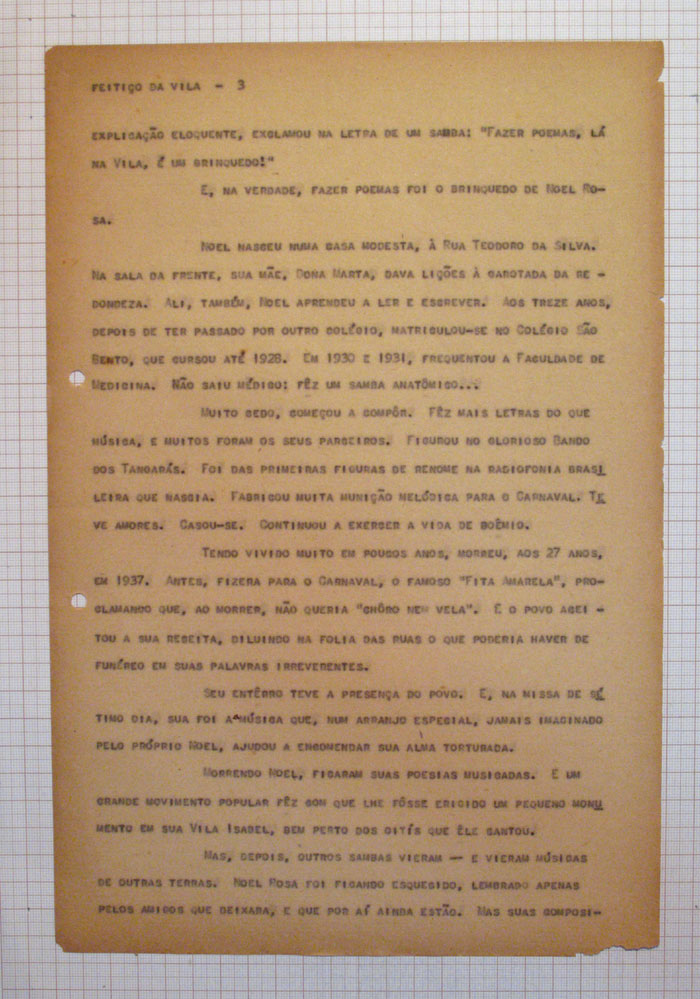 FEITIÇO DA VILA - 3
EXPLICAÇÃO ELOQUENTE, EXCLAMOU NA LETRA DE UM SAMBA: "FAZER POEMAS, LÁ
NA VILA, É UM BRINQUEDO!"
E, NA VERDADE, FAZER POEMAS FOI O BRINQUEDO DE NOEL RO-
SA.
NOEL NASCEU NUMA CASA MODESTA, À RUA TEODORO DA SILVA.
NA SALA DA FRENTE, SUA MÃE, DONA MARTA, DAVA LIÇÕES À GAROTADA DA RE -
DONDEZA. ALI, TAMBÉM, NOEL APRENDEU A LER E ESCREVER. AOS TREZE ANOS,
DEPOIS DE TER PASSADO POR OUTRO COLÉGIO, MATRICULOU-SE NO COLÉGIO SÃO
BENTO, QUE CURSOU ATÉ 1928. EM 1930 E 1931, FREQUENTOU A FACULDADE DE
MEDICINA. NÃO SAIU MÉDICO: FÊZ UM SAMBA ANATÔMICO...
MUITO CEDO, COMEÇOU A COMPÔR. FÊZ MAIS LETRAS DO QUE
MÚSICA, E MUITOS FORAM OS SEUS PARCEIROS. FIGUROU NO GLORIOSO BANDO
DOS TANGARÁS. FOI DAS PRIMEIRAS FIGURAS DE RENOME NA RADIOFONIA BRASI
LEIRA QUE NASCIA. FABRICOU MUITA MUNIÇÃO MELÓDICA PARA O CARNAVAL. TE
VE AMORES. CASOU-SE. CONTINUOU A EXERCER A VIDA DE BOÊMIO.
TENDO VIVIDO MUITO EM POUCOS ANOS, MORREU, AOS 27 ANOS,
EM 1937. ANTES, FIZERA PARA O CARNAVAL, O FAMOSO "FITA AMARELA", PRO-
CLAMANDO QUE, AO MORRER, NÃO QUERIA "CHÔRO NEM VELA". E O POVO ACEI -
TOU A SUA RECEITA, DILUINDO NA FOLIA DAS RUAS O QUE PODERIA HAVER DE
FUNÉREO EM SUAS PALAVRAS IRREVERENTES.
SEU ENTÊRRO TEVE A PRESENÇA DO POVO. E, NA MISSA DE SÉ
TIMO DIA, SUA FOI A MÚSICA QUE, NUM ARRANJO ESPECIAL, JAMAIS IMAGINADO
PELO PRÓPRIO NOEL, AJUDOU A ENCOMENDAR SUA ALMA TORTURADA.
MORRENDO NOEL, FICARAM SUAS POESIAS MUSICADAS. E UM
GRANDE MOVIMENTO POPULAR FÊZ COM QUE LHE FÔSSE ERIGIDO UM PEQUENO MONU
MENTO EM SUA VILA ISABEL, BEM PERTO DOS OITÍS QUE ÊLE CANTOU.
MAS, DEPOIS, OUTROS SAMBAS VIERAM -- E VIERAM MÚSICAS
DE OUTRAS TERRAS. NOEL ROSA FOI FICANDO ESQUECIDO, LEMBRADO APENAS
PELOS AMIGOS QUE DEIXARA, E QUE POR AÍ AINDA ESTÃO. MAS SUAS COMPOSI-